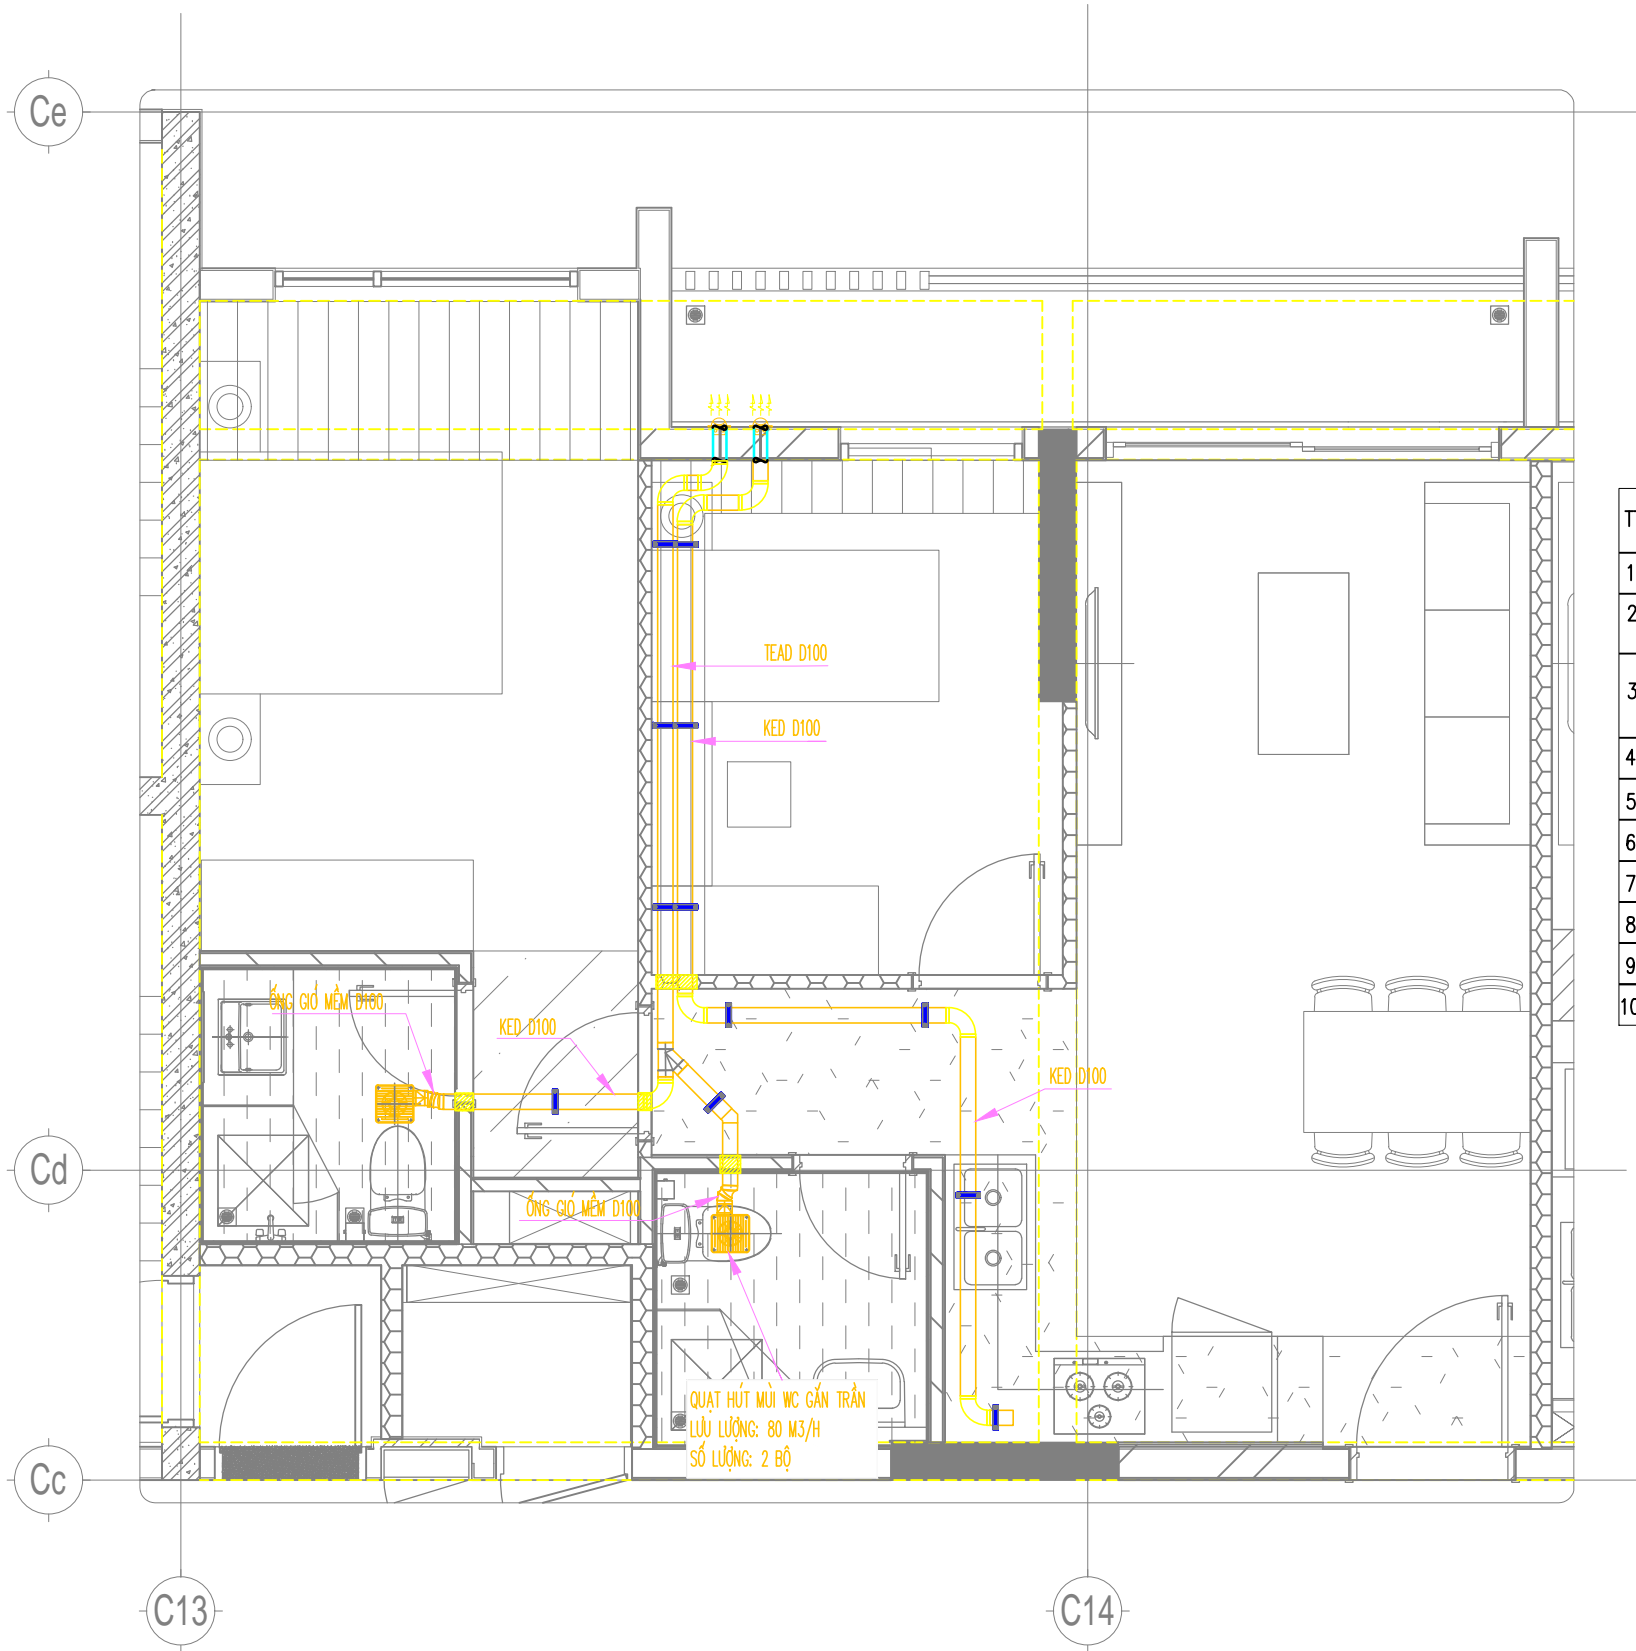 Ce
TEAD D100
KED D100
T
1
2
3
4
5
6
7
8
9
10
ỐNG GIÓ MỀM D100
KED D100
KED D100
Cd
ỐNG GIÓ MỀM D100
QUẠT HÚT MÙI WC GẮN TRẦN
LƯU LƯỢNG: 80 M3/H
SỐ LƯỢNG: 2 BỘ
Cc
C13
C14